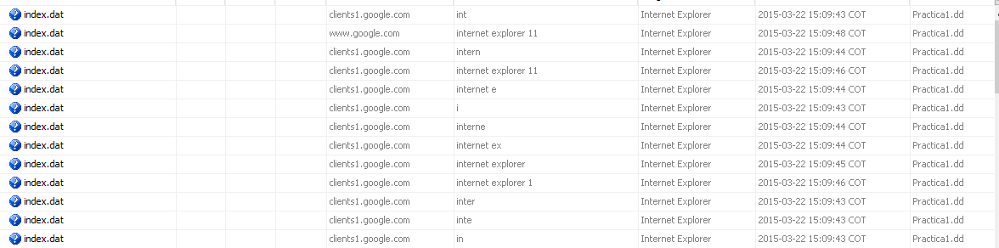 index.dat clients1.google.com int Internet Explorer 2015-03-22 15:09:43 COT Practica1.dd
index.dat www.google.com internet explorer 11 Internet Explorer 2015-03-22 15:09:48 COT Practica1.dd
index.dat clients1.google.com intern Internet Explorer 2015-03-22 15:09:44 COT Practica1.dd
index.dat clients1.google.com internet explorer 11 Internet Explorer 2015-03-22 15:09:46 COT Practica1.dd
index.dat clients1.google.com internet e Internet Explorer 2015-03-22 15:09:44 COT Practica1.dd
index.dat clients1.google.com i Internet Explorer 2015-03-22 15:09:43 COT Practica1.dd
index.dat clients1.google.com interne Internet Explorer 2015-03-22 15:09:44 COT Practica1.dd
index.dat clients1.google.com internet ex Internet Explorer 2015-03-22 15:09:44 COT Practica1.dd
index.dat clients1.google.com internet explorer Internet Explorer 2015-03-22 15:09:45 COT Practica1.dd
index.dat clients1.google.com internet explorer 1 Internet Explorer 2015-03-22 15:09:46 COT Practica1.dd
index.dat clients1.google.com inter Internet Explorer 2015-03-22 15:09:43 COT Practica1.dd
index.dat clients1.google.com inte Internet Explorer 2015-03-22 15:09:43 COT Practica1.dd
index.dat clients1.google.com in Internet Explorer 2015-03-22 15:09:43 COT Practica1.dd